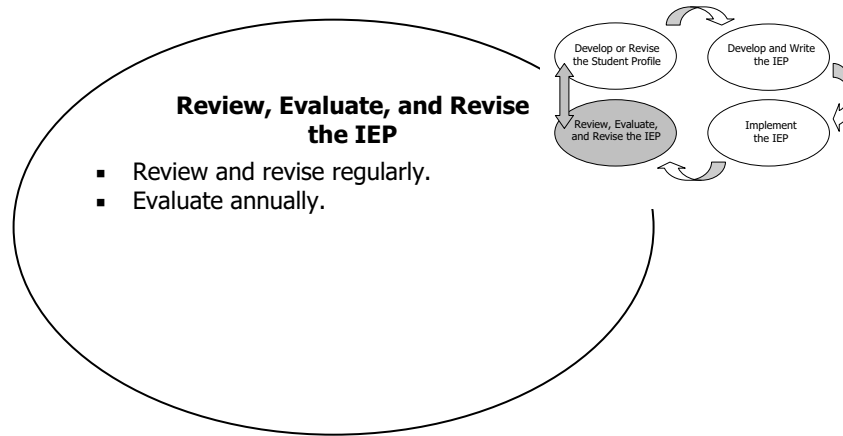 Review, Evaluate, and Revise
the IEP
▪ Review and revise regularly.
▪ Evaluate annually.
Develop or Revise
the Student Profile
Develop and Write
the IEP
Review, Evaluate,
and Revise the IEP
Implement
the IEP